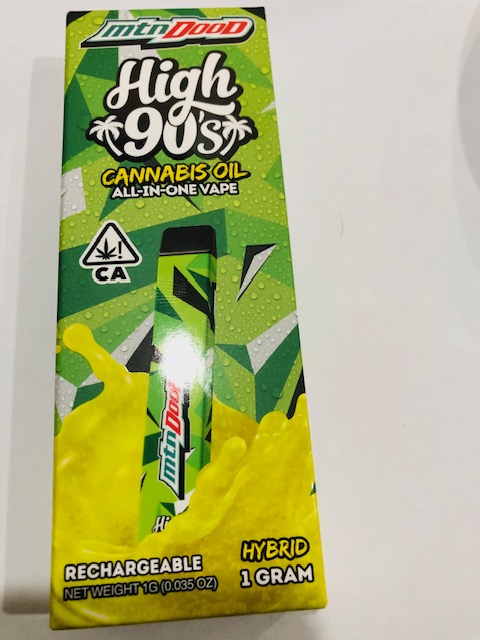 mtnDooD
High
90's
CANNABIS OIL
ALL-IN-ONE VAPE
CA
mtnDooD
Hi
RECHARGEABLE
NET WEIGHT 1G (0.035 OZ)
HYBRID
1 GRAM